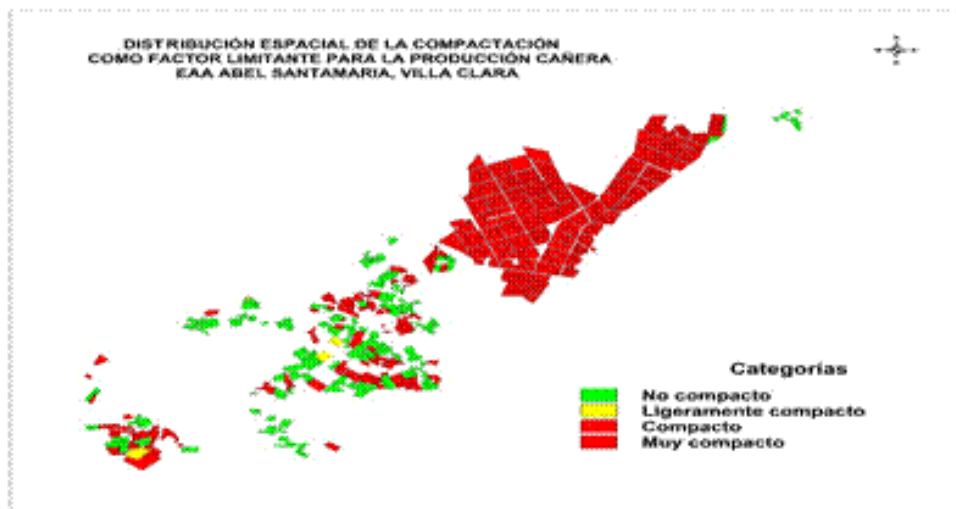 DISTRIBUCIÓN ESPACIAL DE LA COMPACTACIÓN
COMO FACTOR LIMITANTE PARA LA PRODUCCIÓN CAÑERA
EAA ABEL SANTAMARIA, VILLA CLARA
Categorías
No compacto
Ligeramente compacto
Compacto
Muy compacto